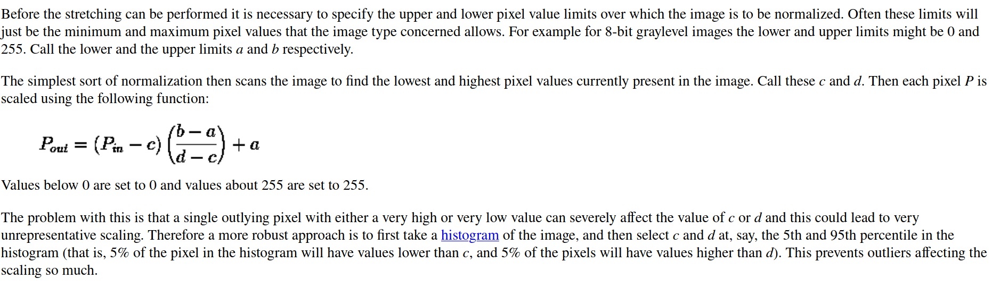 Before the stretching can be performed it is necessary to specify the upper and lower pixel value limits over which the image is to be normalized. Often these limits will
just be the minimum and maximum pixel values that the image type concerned allows. For example for 8-bit graylevel images the lower and upper limits might be 0 and
255. Call the lower and the upper limits a and b respectively.
The simplest sort of normalization then scans the image to find the lowest and highest pixel values currently present in the image. Call these c and d. Then each pixel P is
scaled using the following function:
P_out = (P_in − c) ((b − a)/(d − c)) + a
Values below 0 are set to 0 and values about 255 are set to 255.
The problem with this is that a single outlying pixel with either a very high or very low value can severely affect the value of c or d and this could lead to very
unrepresentative scaling. Therefore a more robust approach is to first take a histogram of the image, and then select c and d at, say, the 5th and 95th percentile in the
histogram (that is, 5% of the pixel in the histogram will have values lower than c, and 5% of the pixels will have values higher than d). This prevents outliers affecting the
scaling so much.